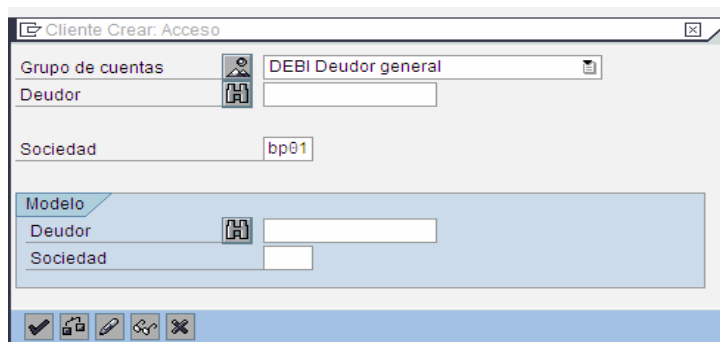 Cliente Crear: Acceso
Grupo de cuentas DEBI Deudor general
Deudor
Sociedad bp01
Modelo
Deudor
Sociedad